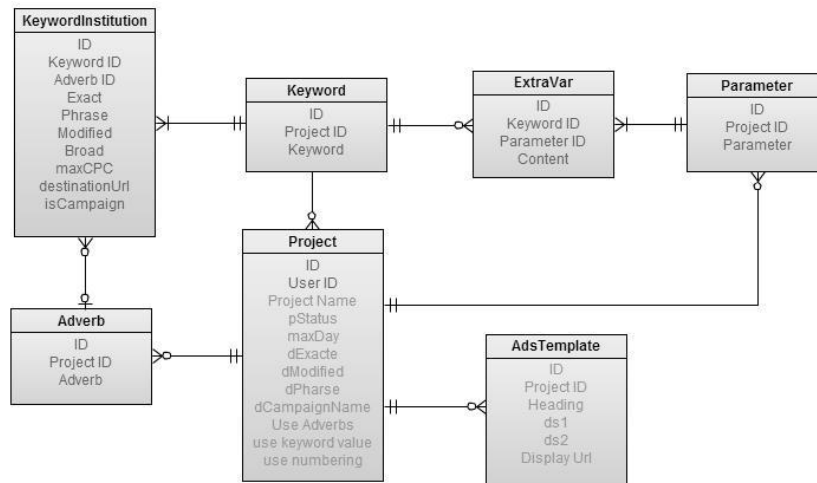 KeywordInstitution
ID
Keyword ID
Adverb ID
Exact
Phrase
Modified
Broad
maxCPC
destinationUrl
isCampaign
Keyword
ID
Project ID
Keyword
ExtraVar
ID
Keyword ID
Parameter ID
Content
Parameter
ID
Project ID
Parameter
Adverb
ID
Project ID
Adverb
Project
ID
User ID
Project Name
pStatus
maxDay
dExacte
dModified
dPharse
dCampaignName
Use Adverbs
use keyword value
use numbering
AdsTemplate
ID
Project ID
Heading
ds1
ds2
Display Url